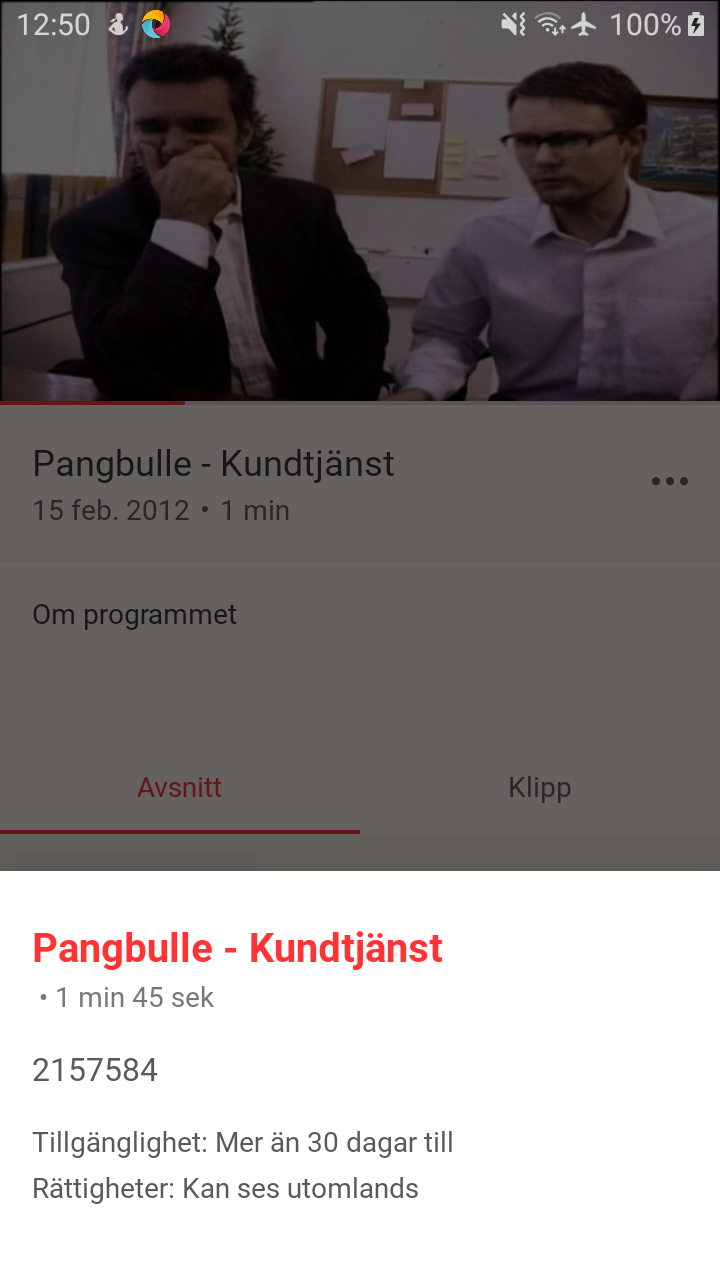 12:50 100%
Pangbulle - Kundtjänst
15 feb. 2012 • 1 min
Om programmet
Avsnitt Klipp
Pangbulle - Kundtjänst
• 1 min 45 sek
2157584
Tillgänglighet: Mer än 30 dagar till
Rättigheter: Kan ses utomlands